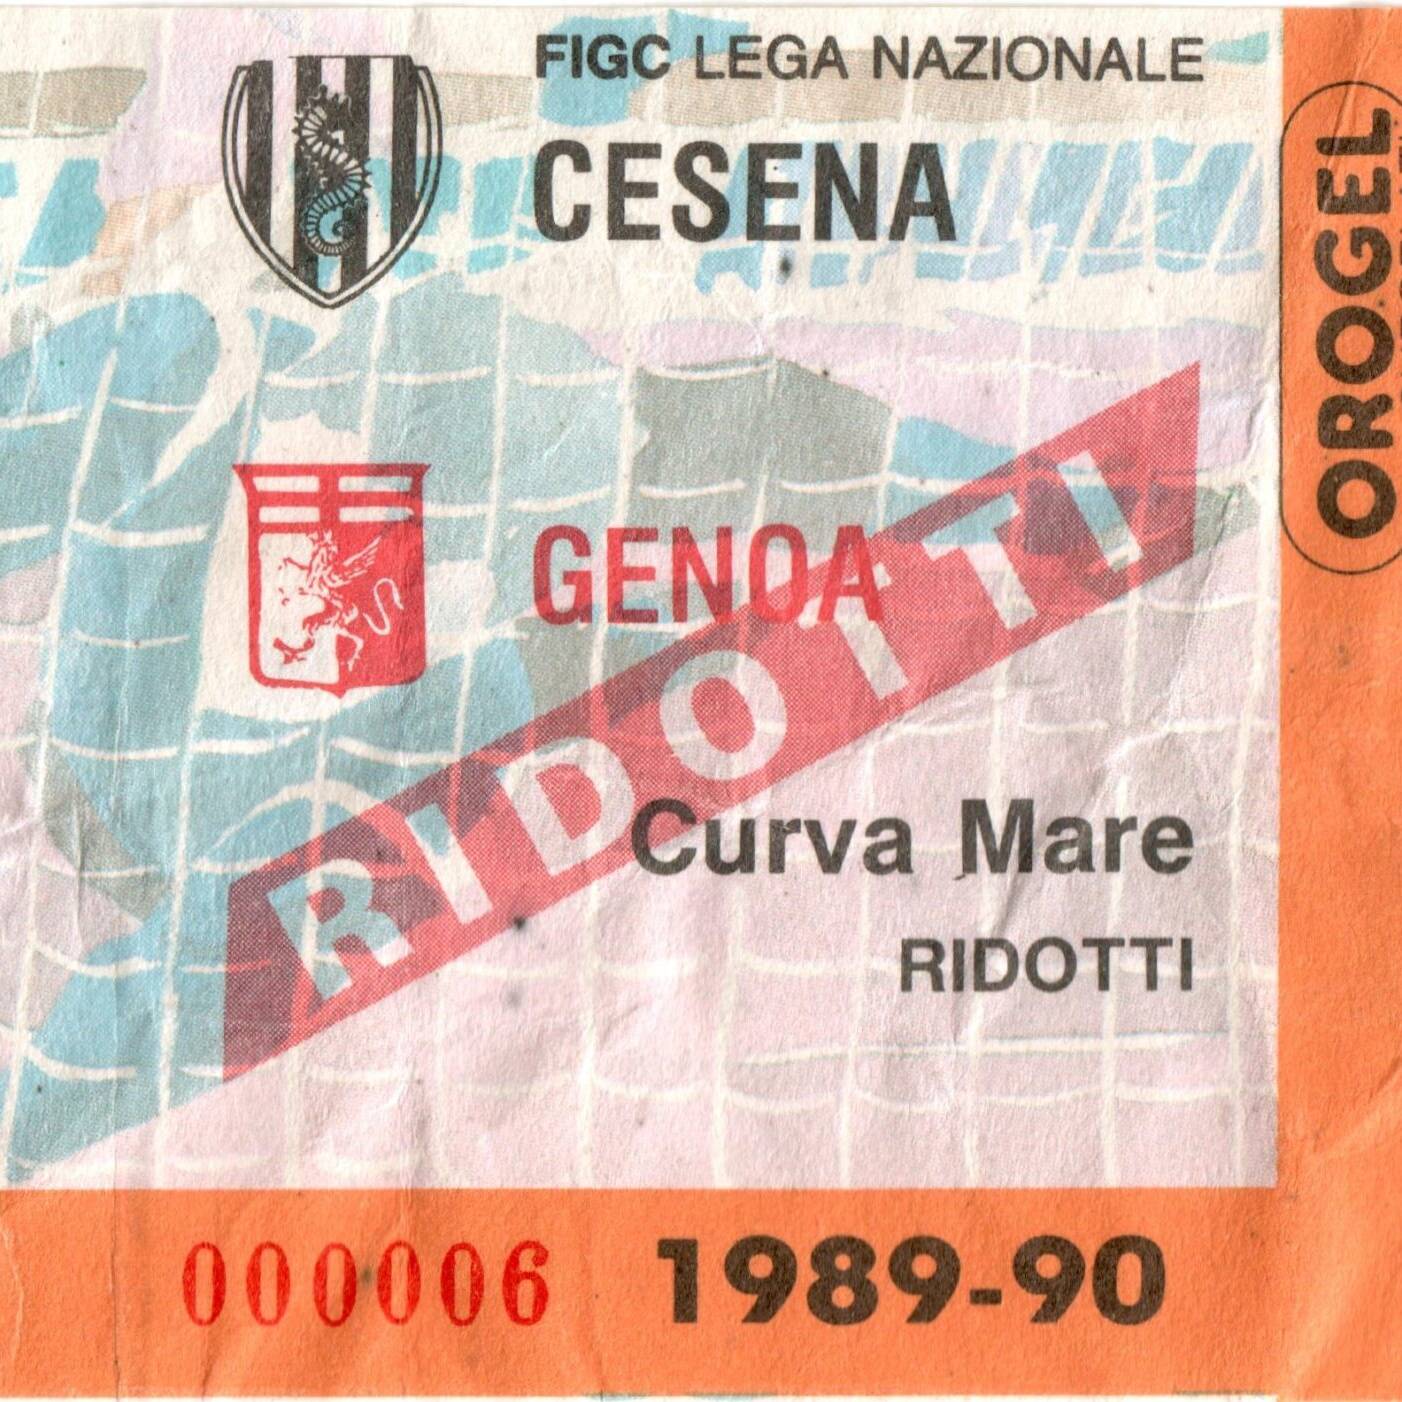 FIGC LEGA NAZIONALE
CESENA
GENOA
RIDOTTI
Curva Mare
RIDOTTI
000006
1989-90
OROGEL